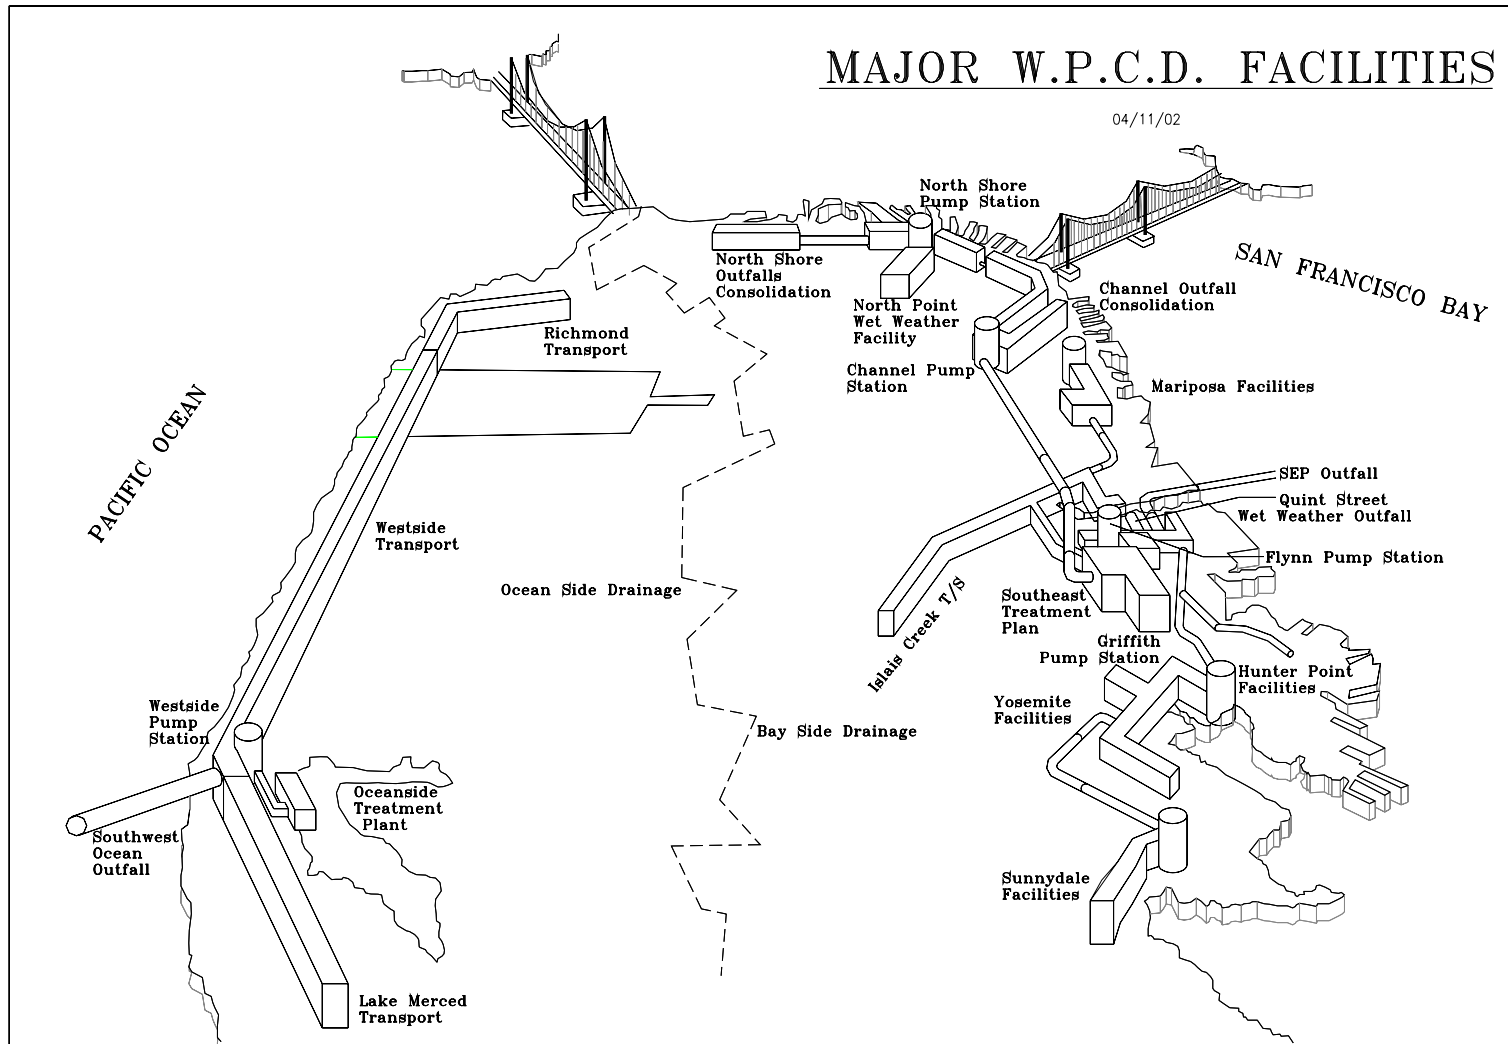 MAJOR W.P.C.D. FACILITIES
04/11/02
North Shore
Pump Station
SAN FRANCISCO BAY
North Shore
Outfalls
Consolidation
North Point
Wet Weather
Facility
Channel Outfall
Consolidation
Richmond
Transport
Channel Pump
Station
Mariposa Facilities
PACIFIC OCEAN
SEP Outfall
Quint Street
Wet Weather Outfall
Westside
Transport
Flynn Pump Station
Ocean Side Drainage
Islais Creek T/S
Southeast
Treatment
Plan
Griffith
Pump Station
Hunter Point
Facilities
Westside
Pump
Station
Yosemite
Facilities
Bay Side Drainage
Oceanside
Treatment
Plant
Southwest
Ocean
Outfall
Sunnydale
Facilities
Lake Merced
Transport